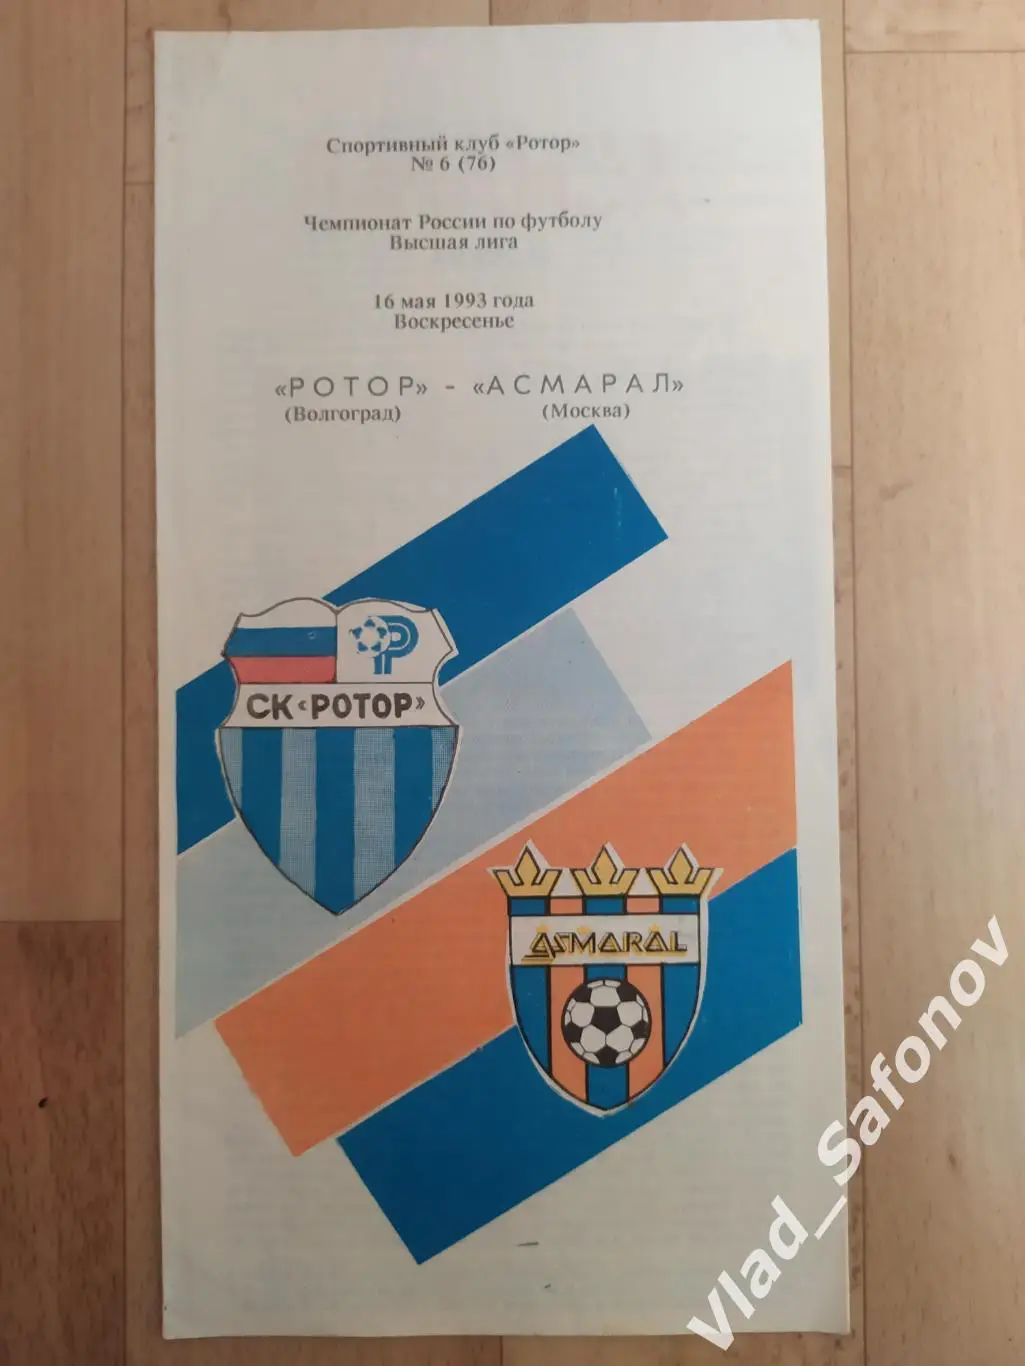 Спортивный клуб «Ротор»
№ 6 (76)
Чемпионат России по футболу
Высшая лига
16 мая 1993 года
Воскресенье
«РОТОР» - «АСМАРАЛ»
(Волгоград) (Москва)
Р
СК «РОТОР»
ASMARAL
Vlad_Safonov